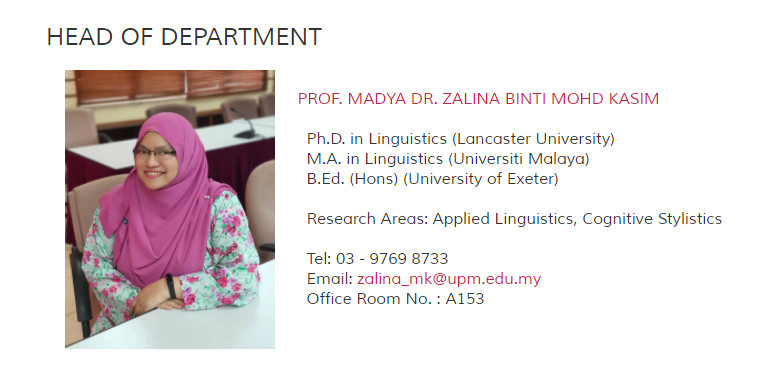 HEAD OF DEPARTMENT
PROF. MADYA DR. ZALINA BINTI MOHD KASIM
Ph.D. in Linguistics (Lancaster University)
M.A. in Linguistics (Universiti Malaya)
B.Ed. (Hons) (University of Exeter)
Research Areas: Applied Linguistics, Cognitive Stylistics
Tel: 03 - 9769 8733
Email: zalina_mk@upm.edu.my
Office Room No. : A153